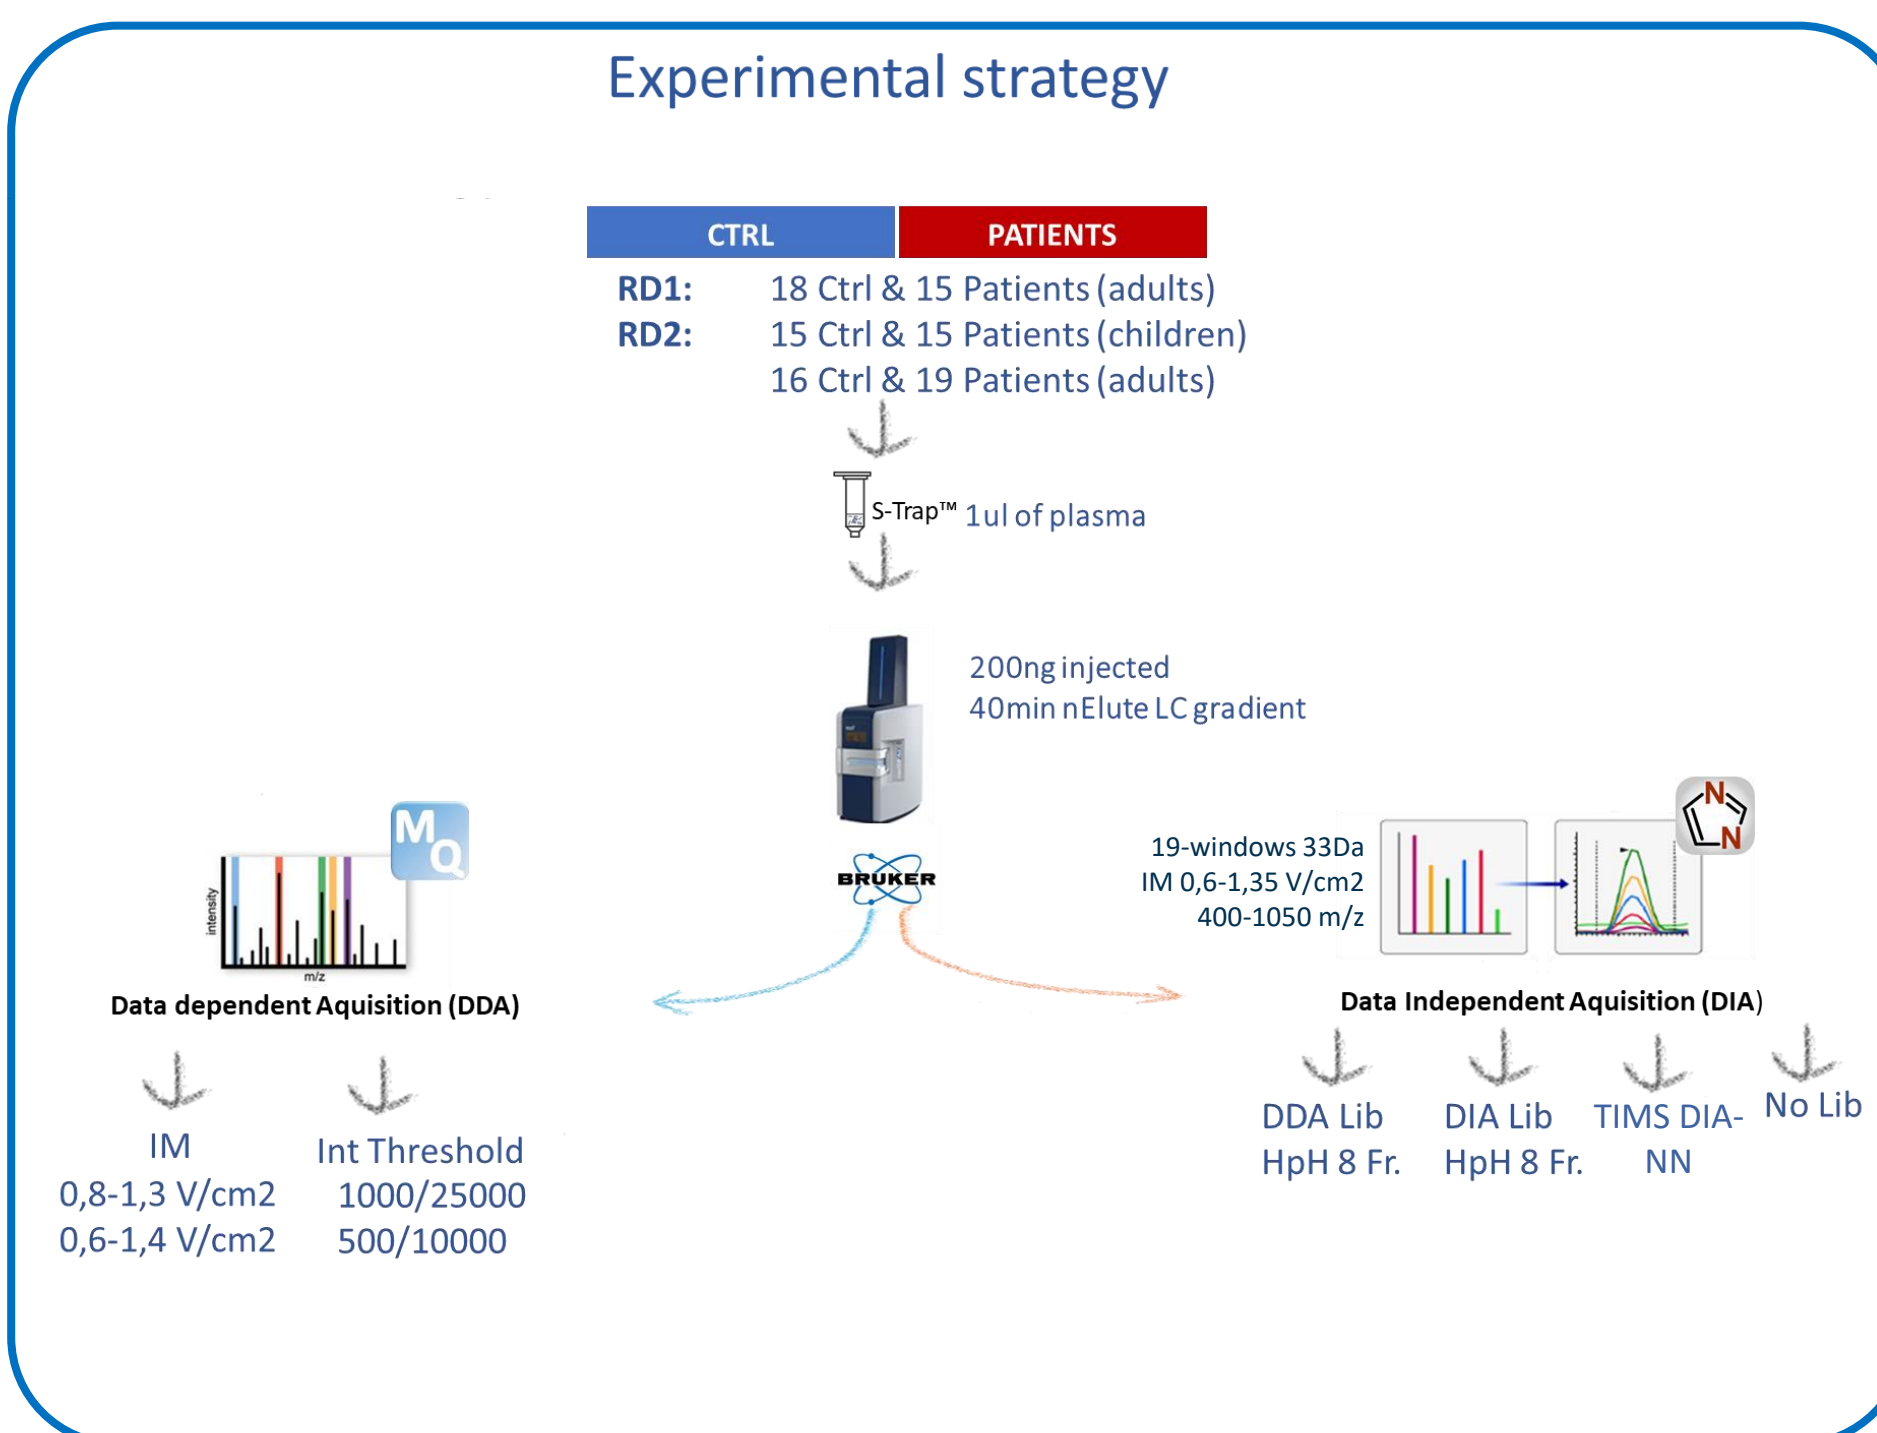 Experimental strategy
CTRL PATIENTS
RD1: 18 Ctrl & 15 Patients (adults)
RD2: 15 Ctrl & 15 Patients (children)
16 Ctrl & 19 Patients (adults)
S-Trap™ 1ul of plasma
200ng injected
40min nElute LC gradient
BRUKER
MQ
intensity
m/z
Data dependent Aquisition (DDA)
IM
0,8-1,3 V/cm2
0,6-1,4 V/cm2
Int Threshold
1000/25000
500/10000
19-windows 33Da
IM 0,6-1,35 V/cm2
400-1050 m/z
N
N
Data Independent Aquisition (DIA)
DDA Lib
HpH 8 Fr.
DIA Lib
HpH 8 Fr.
TIMS DIA-
NN
No Lib